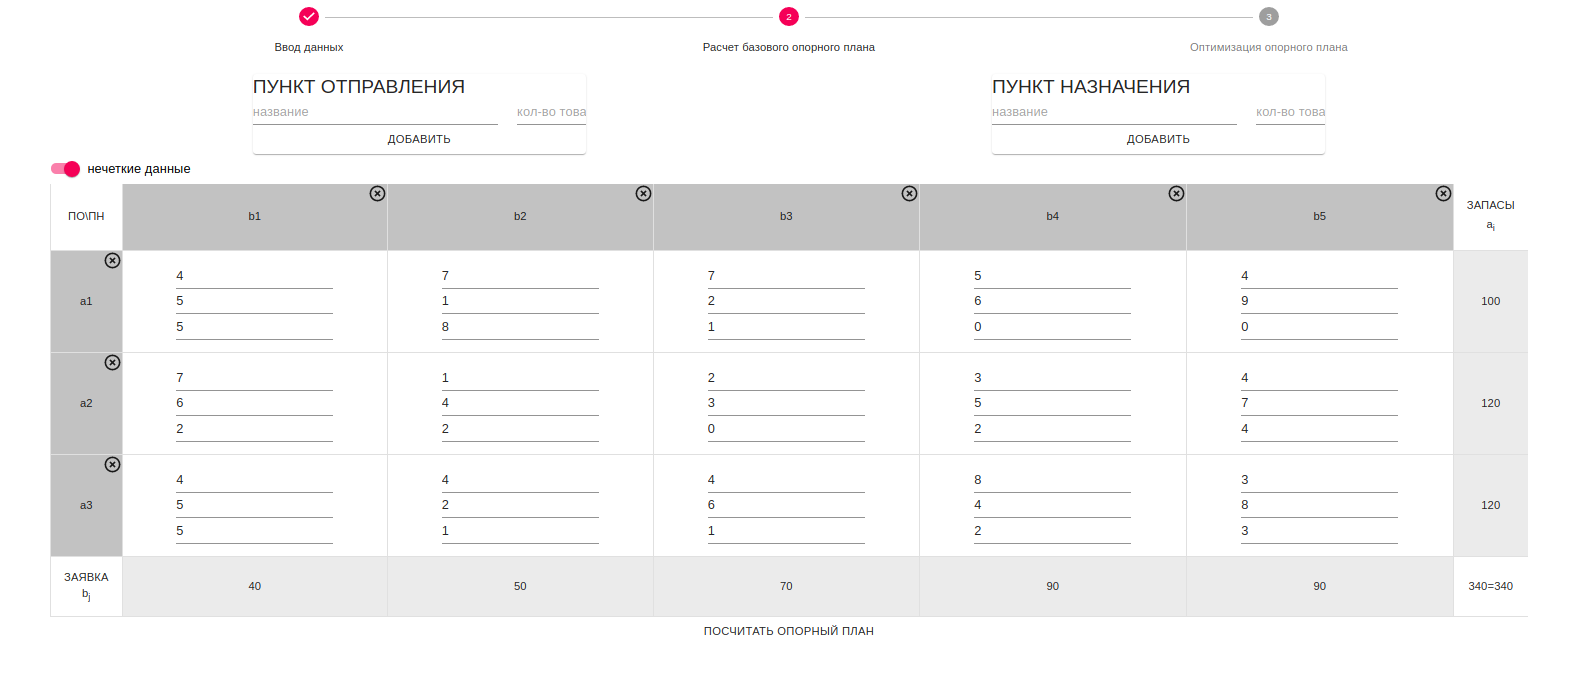 2
3
Ввод данных
Расчет базового опорного плана
Оптимизация опорного плана
ПУНКТ ОТПРАВЛЕНИЯ
название
кол-во това
ДОБАВИТЬ
ПУНКТ НАЗНАЧЕНИЯ
название
кол-во това
ДОБАВИТЬ
нечеткие данные
ПО\ПН b1 b2 b3 b4 b5 ЗАПАСЫ ai
a1
4 7 7 5 4
5 1 2 6 9
5 8 1 0 0
100
a2
7 1 2 3 4
6 4 3 5 7
2 2 0 2 4
120
a3
4 4 4 8 3
5 2 6 4 8
5 1 1 2 3
120
ЗАЯВКА bj 40 50 70 90 90 340=340
ПОСЧИТАТЬ ОПОРНЫЙ ПЛАН